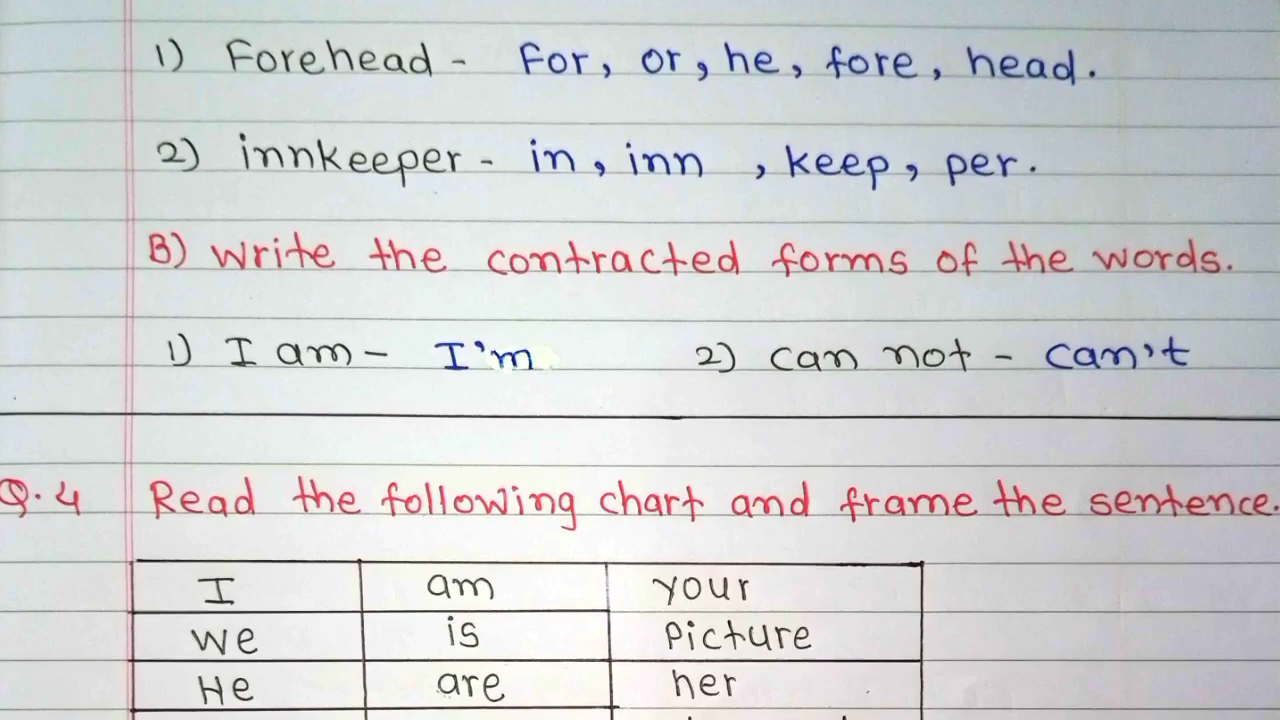 1) Forehead - For, or, he, fore, head.
2) innkeeper - in, inn , keep, per.
B) Write the contracted forms of the words.
1) I am - I'm 2) can not - can't
Q.4 Read the following chart and frame the sentence.
I am your
we is picture
He are her